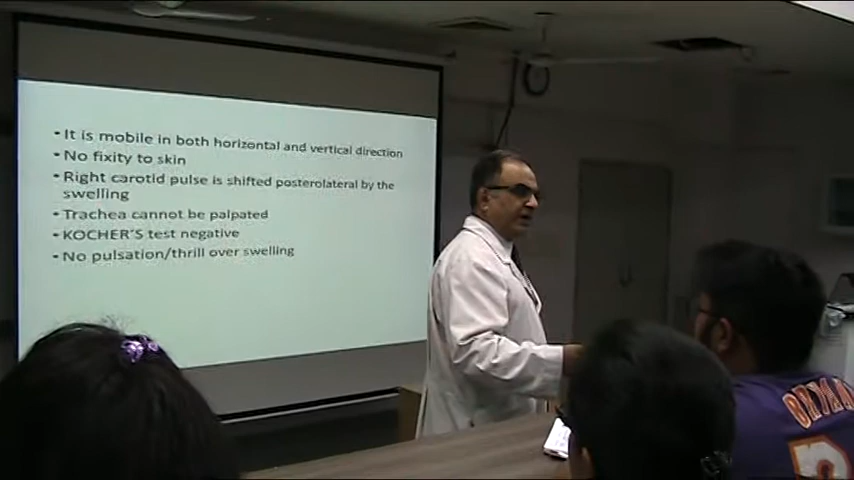 • It is mobile in both horizontal and vertical direction
• No fixity to skin
• Right carotid pulse is shifted posterolateral by the
swelling
• Trachea cannot be palpated
• KOCHER'S test negative
• No pulsation/thrill over swelling
BRYANT